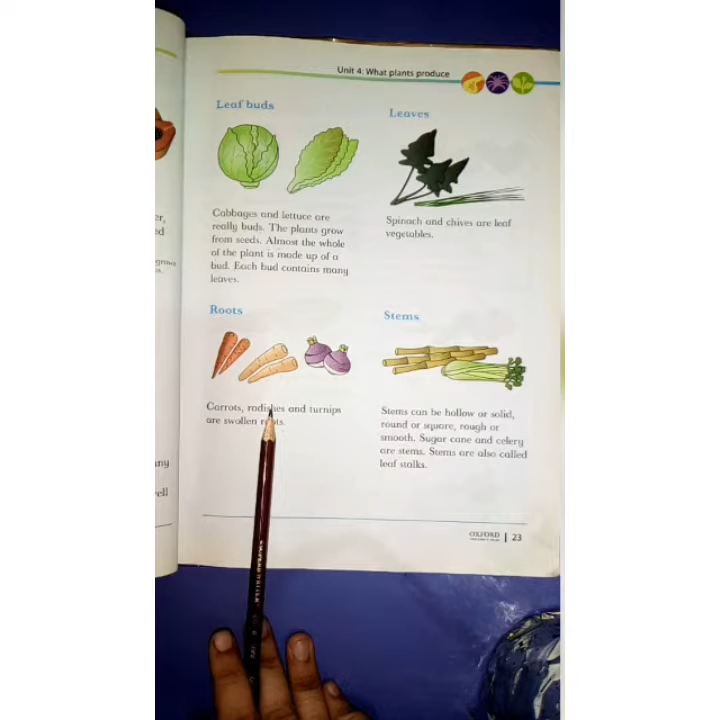 Unit 4: What plants produce
Leaf buds
Cabbages and lettuce are
really buds. The plants grow
from seeds. Almost the whole
of the plant is made up of a
bud. Each bud contains many
leaves.
Leaves
Spinach and chives are leaf
vegetables.
Roots
Carrots, radishes and turnips
are swollen roots.
Stems
Stems can be hollow or solid,
round or square, rough or
smooth. Sugar cane and celery
are stems. Stems are also called
leaf stalks.
OXFORD
23